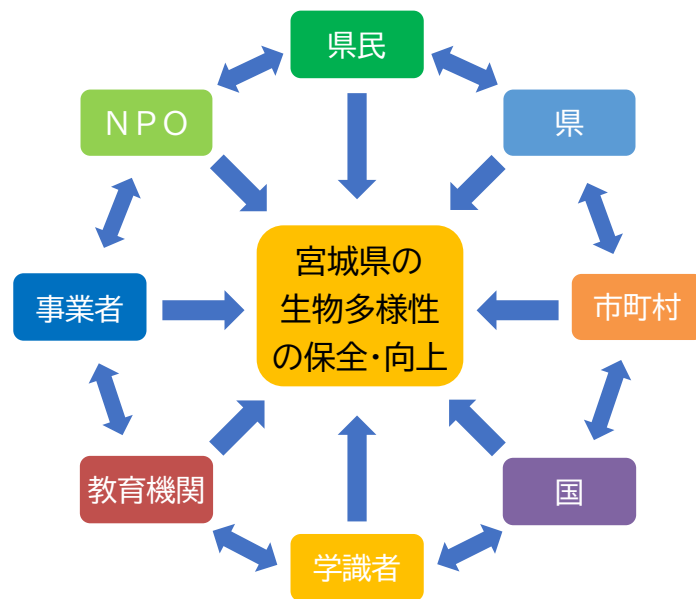 県民
NPO
県
宮城県の
生物多様性
の保全･向上
事業者
市町村
教育機関
国
学識者